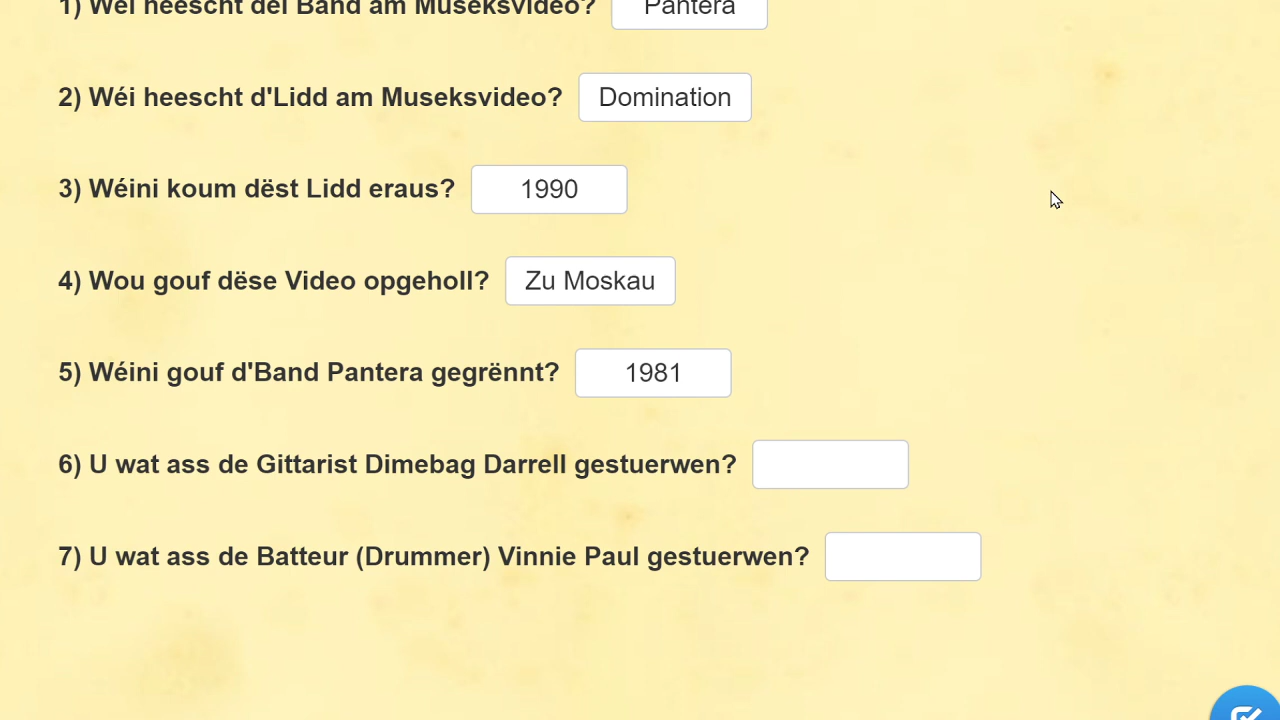 1) Wéi heescht déi Band am Museksvideo? Pantera
2) Wéi heescht d'Lidd am Museksvideo? Domination
3) Wéini koum dëst Lidd eraus? 1990
4) Wou gouf dëse Video opgeholl? Zu Moskau
5) Wéini gouf d'Band Pantera gegrënnt? 1981
6) U wat ass de Gittarist Dimebag Darrell gestuerwen?
7) U wat ass de Batteur (Drummer) Vinnie Paul gestuerwen?